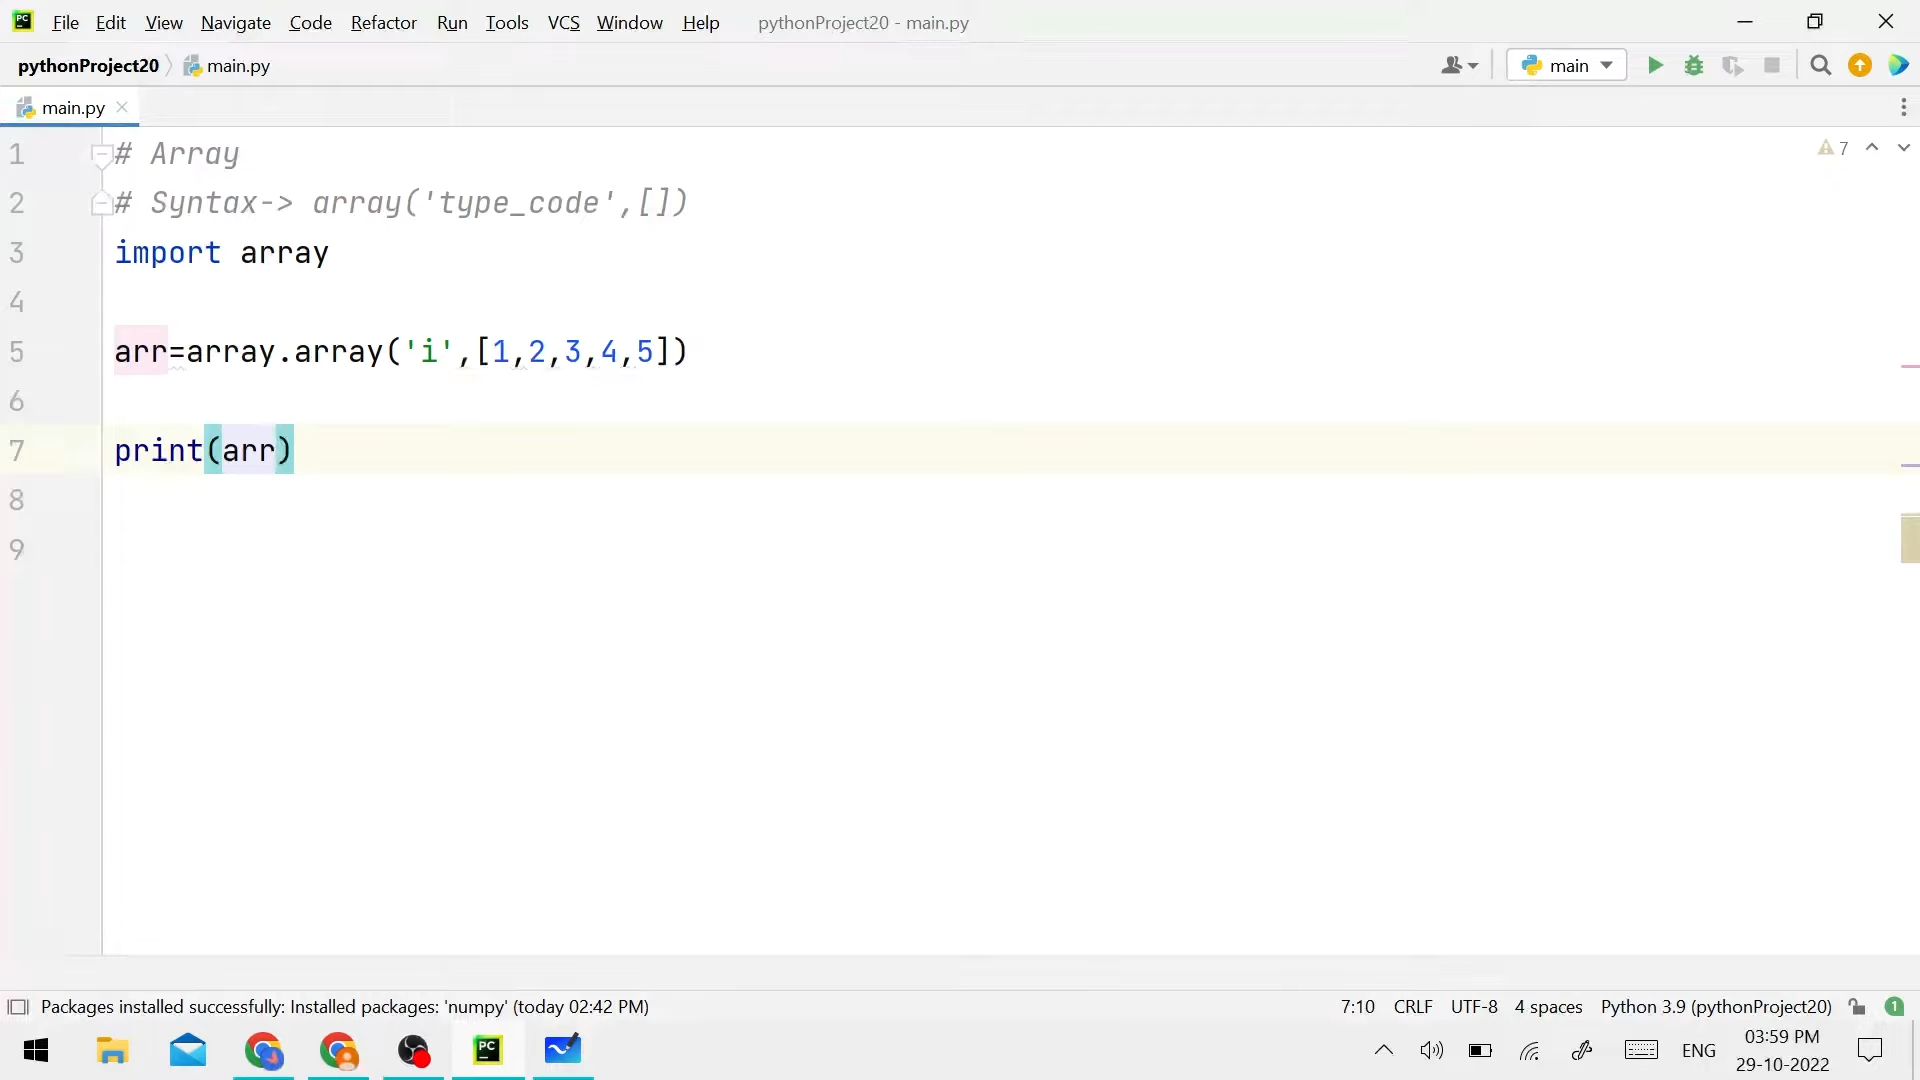 PC File Edit View Navigate Code Refactor Run Tools VCS Window Help pythonProject20 - main.py
pythonProject20 main.py main
main.py
7
1 # Array
2 # Syntax-> array('type_code',[])
3 import array
4
5 arr=array.array('i',[1,2,3,4,5])
6
7 print(arr)
8
9
Packages installed successfully: Installed packages: 'numpy' (today 02:42 PM) 7:10 CRLF UTF-8 4 spaces Python 3.9 (pythonProject20) 1
PC ENG 03:59 PM
29-10-2022